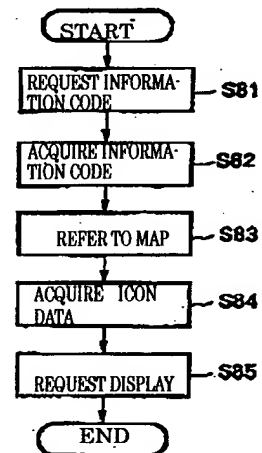 START
REQUEST INFORMA-
TION CODE
S81
ACQUIRE INFORMA-
TION CODE
S82
REFER TO MAP
S83
ACQUIRE ICON
DATA
S84
REQUEST DISPLAY
S85
END